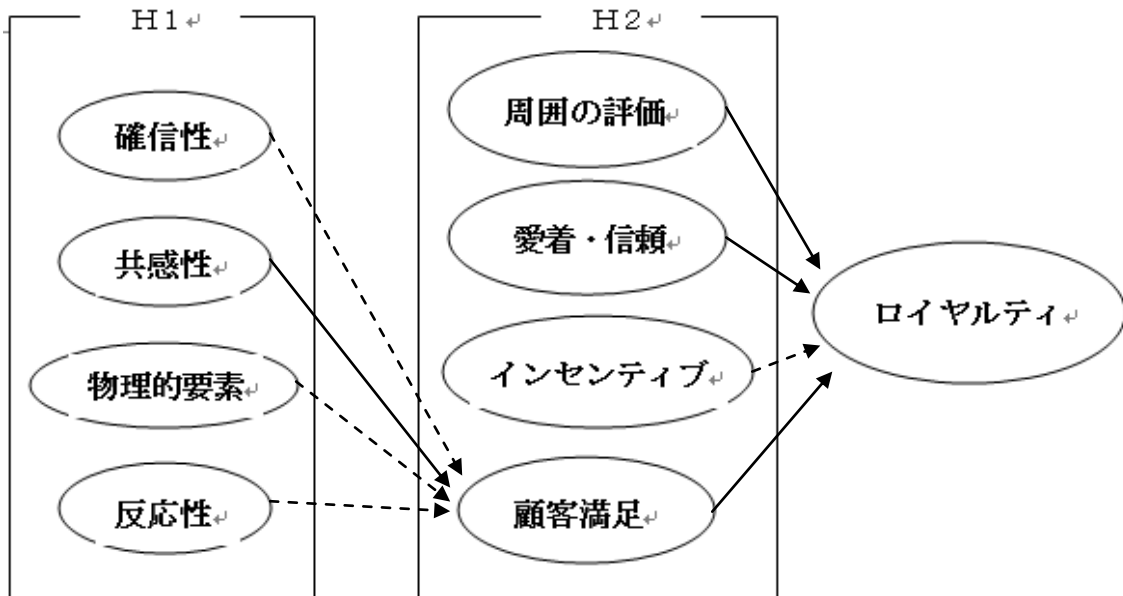 H1
確信性
共感性
物理的要素
反応性
H2
周囲の評価
愛着・信頼
インセンティブ
顧客満足
ロイヤルティ